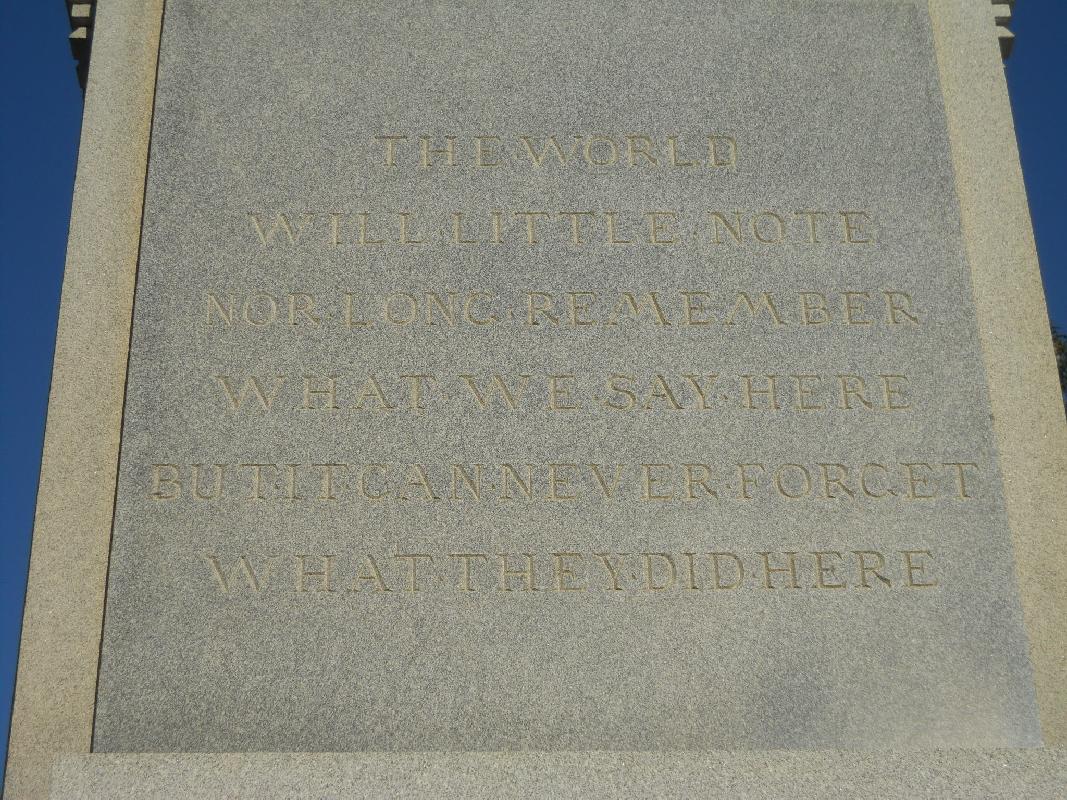 THE WORLD
WILL·LITTLE·NOTE
NOR·LONG·REMEMBER
WHAT·WE·SAY·HERE
BUT·IT·CAN·NEVER·FORGET
WHAT·THEY·DID·HERE